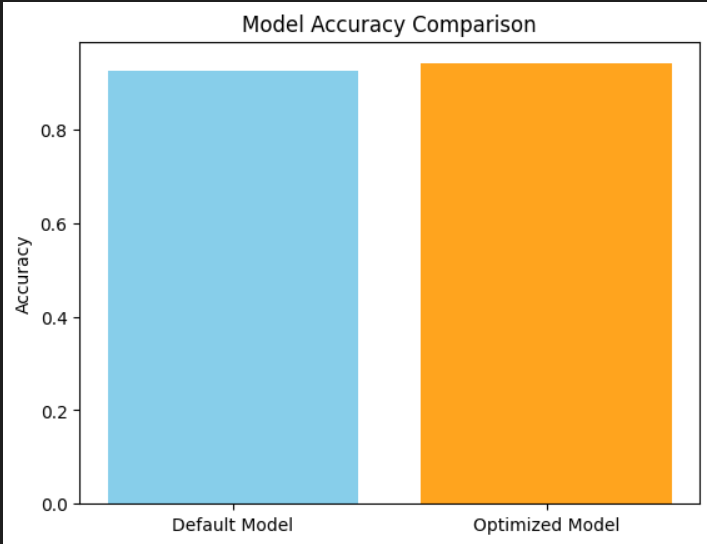 Model Accuracy Comparison
0.8
0.6
0.4
0.2
0.0
Accuracy
Default Model
Optimized Model